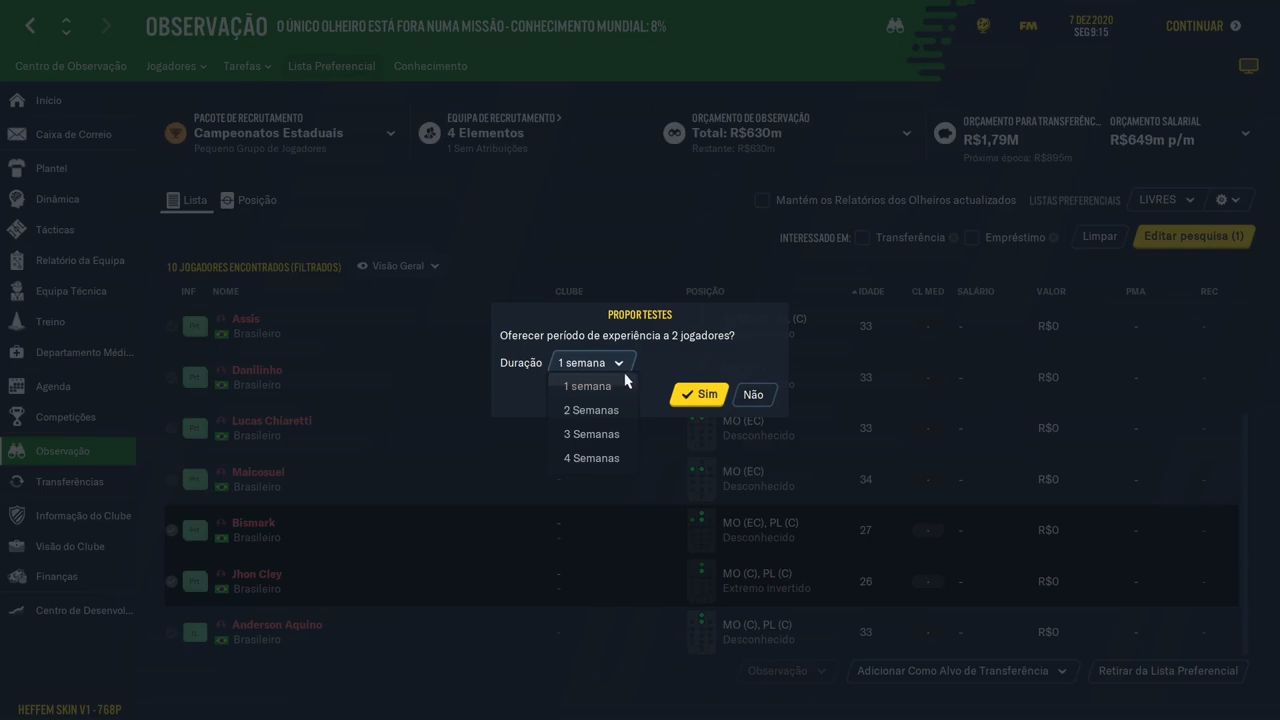 OBSERVAÇÃO
O ÚNICO OLHEIRO ESTÁ FORA NUMA MISSÃO - CONHECIMENTO MUNDIAL: 8%
FM
7 DEZ 2020
SEG 9:15
CONTINUAR
Centro de Observação
Jogadores
Tarefas
Lista Preferencial
Conhecimento
Início
Caixa de Correio
Plantel
Dinâmica
Tácticas
Relatório da Equipa
Equipa Técnica
Treino
Departamento Médi...
Agenda
Competições
Observação
Transferências
Informação do Clube
Visão do Clube
Finanças
Centro de Desenvol...
PACOTE DE RECRUTAMENTO
Campeonatos Estaduais
Pequeno Grupo de Jogadores
EQUIPA DE RECRUTAMENTO >
4 Elementos
1 Sem Atribuições
ORÇAMENTO DE OBSERVAÇÃO
Total: R$630m
Restante: R$630m
ORÇAMENTO PARA TRANSFERÊNC...
R$1,79M
Próxima época: R$995m
ORÇAMENTO SALARIAL
R$649m p/m
Lista
Posição
Mantém os Relatórios dos Olheiros actualizados
LISTAS PREFERENCIAIS
LIVRES
INTERESSADO EM:
Transferência
Empréstimo
Limpar
Editar pesquisa (1)
10 JOGADORES ENCONTRADOS (FILTRADOS)
Visão Geral
INF NOME CLUBE POSIÇÃO IDADE CL MED SALÁRIO VALOR PMA REC
Assis (C) 33 - - R$0 - -
Brasileiro
Danilinho 33 - - R$0 - -
Brasileiro
Lucas Chiaretti MO (EC) 33 - - R$0 - -
Brasileiro Desconhecido
Maicosuel MO (EC) 34 - - R$0 - -
Brasileiro - Desconhecido
Prt Bismark - MO (EC), PL (C) 27 - - R$0 - -
Brasileiro - Desconhecido
Prt Jhon Cley - MO (C), PL (C) 26 - - R$0 - -
Brasileiro - Extremo invertido
Anderson Aquino - MO (C), PL (C) 33 - - R$0 - -
Brasileiro Desconhecido
PROPOR TESTES
Oferecer período de experiência a 2 jogadores?
Duração
1 semana
1 semana
2 Semanas
3 Semanas
4 Semanas
Sim
Não
Observação
Adicionar Como Alvo de Transferência
Retirar da Lista Preferencial
HEFFEM SKIN V1 - 768P